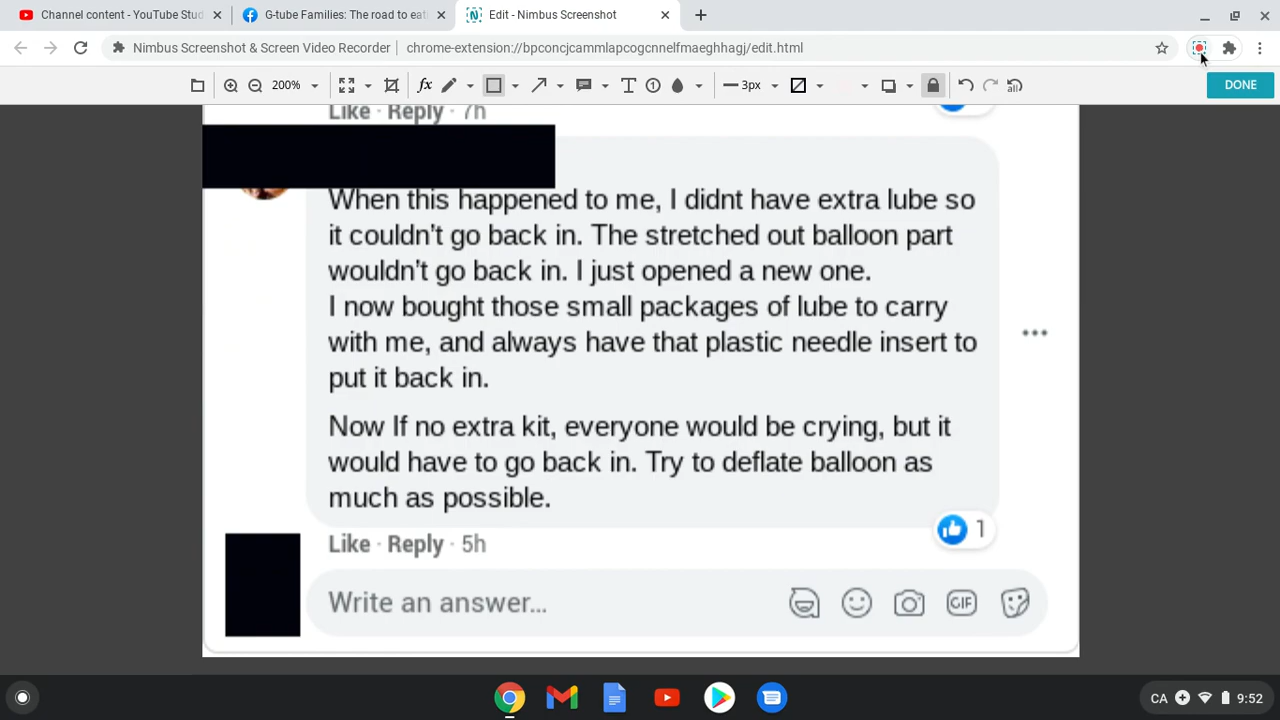 Channel content - YouTube Stud
G-tube Families: The road to eati
Edit - Nimbus Screenshot
Nimbus Screenshot & Screen Video Recorder
chrome-extension://bpconcjcammlapcogcnnelfmaeghhagj/edit.html
200%
fx
T
1
3px
all
DONE
Like · Reply · 7h
When this happened to me, I didnt have extra lube so
it couldn't go back in. The stretched out balloon part
wouldn't go back in. I just opened a new one.
I now bought those small packages of lube to carry
with me, and always have that plastic needle insert to
put it back in.
Now If no extra kit, everyone would be crying, but it
would have to go back in. Try to deflate balloon as
much as possible.
1
Like · Reply · 5h
Write an answer...
GIF
CA
9:52